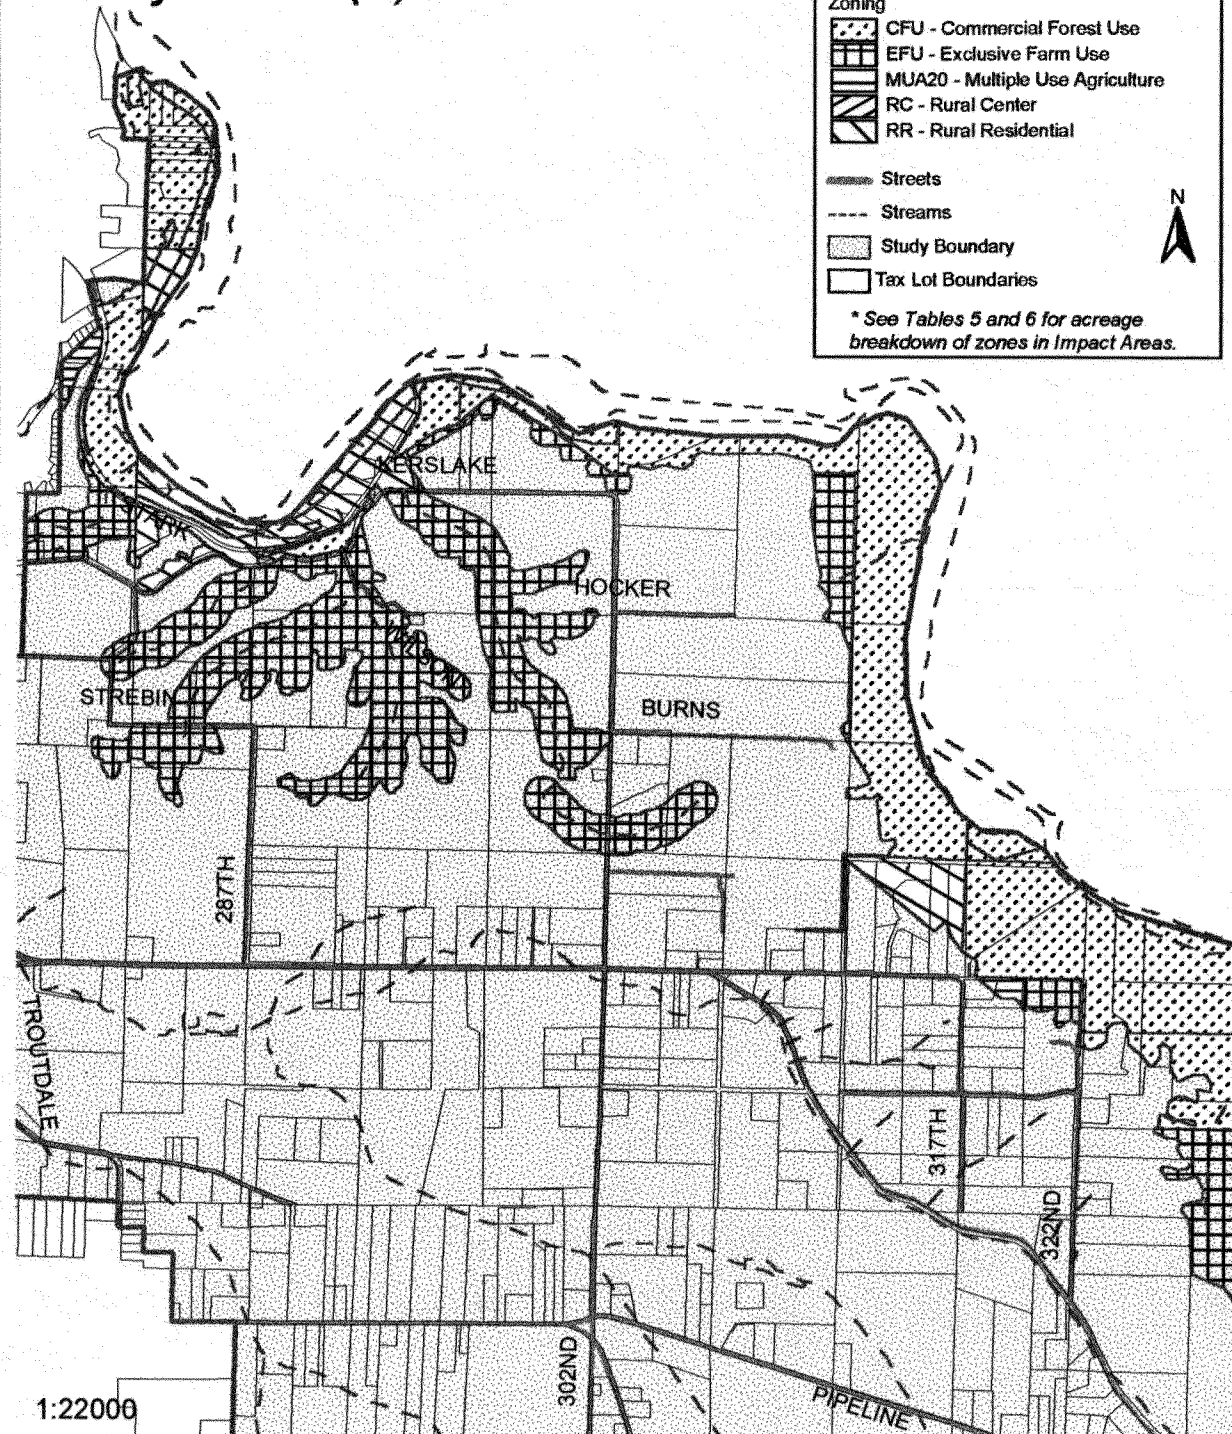 Zoning
CFU - Commercial Forest Use
EFU - Exclusive Farm Use
MUA20 - Multiple Use Agriculture
RC - Rural Center
RR - Rural Residential
Streets
Streams
Study Boundary
Tax Lot Boundaries
N
* See Tables 5 and 6 for acreage
breakdown of zones in Impact Areas.
KERSLAKE
HOCKER
STREBIN
BURNS
287TH
TROUTDALE
317TH
322ND
302ND
PIPELINE
1:22000